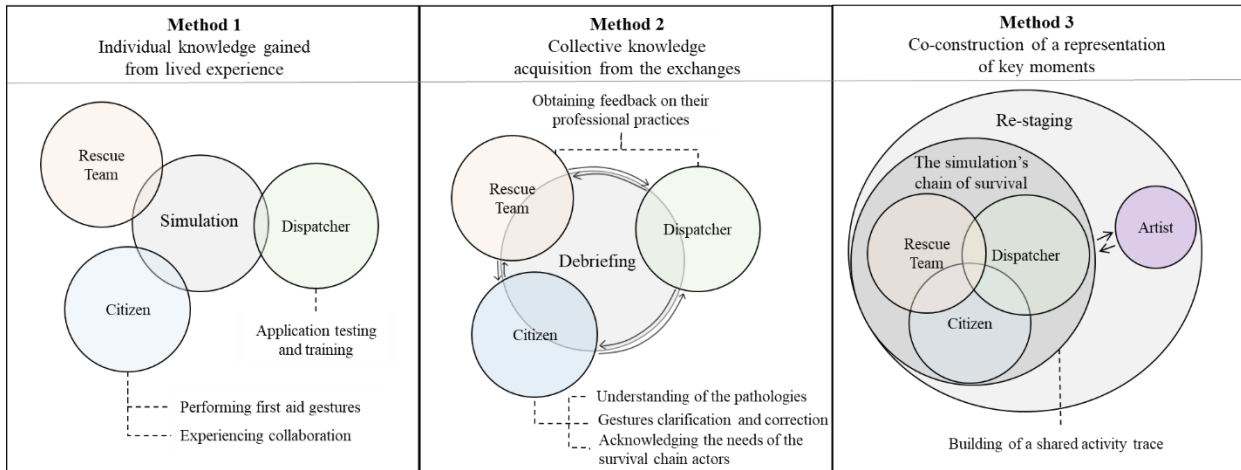 Method 1
Individual knowledge gained
from lived experience
Rescue
Team
Simulation
Dispatcher
Citizen
Application testing
and training
Performing first aid gestures
Experiencing collaboration
Method 2
Collective knowledge
acquisition from the exchanges
Obtaining feedback on their
professional practices
Rescue
Team
Dispatcher
Debriefing
Citizen
Understanding of the pathologies
Gestures clarification and correction
Acknowledging the needs of the
survival chain actors
Method 3
Co-construction of a representation
of key moments
Re-staging
The simulation's
chain of survival
Artist
Rescue
Team
Dispatcher
Citizen
Building of a shared activity trace